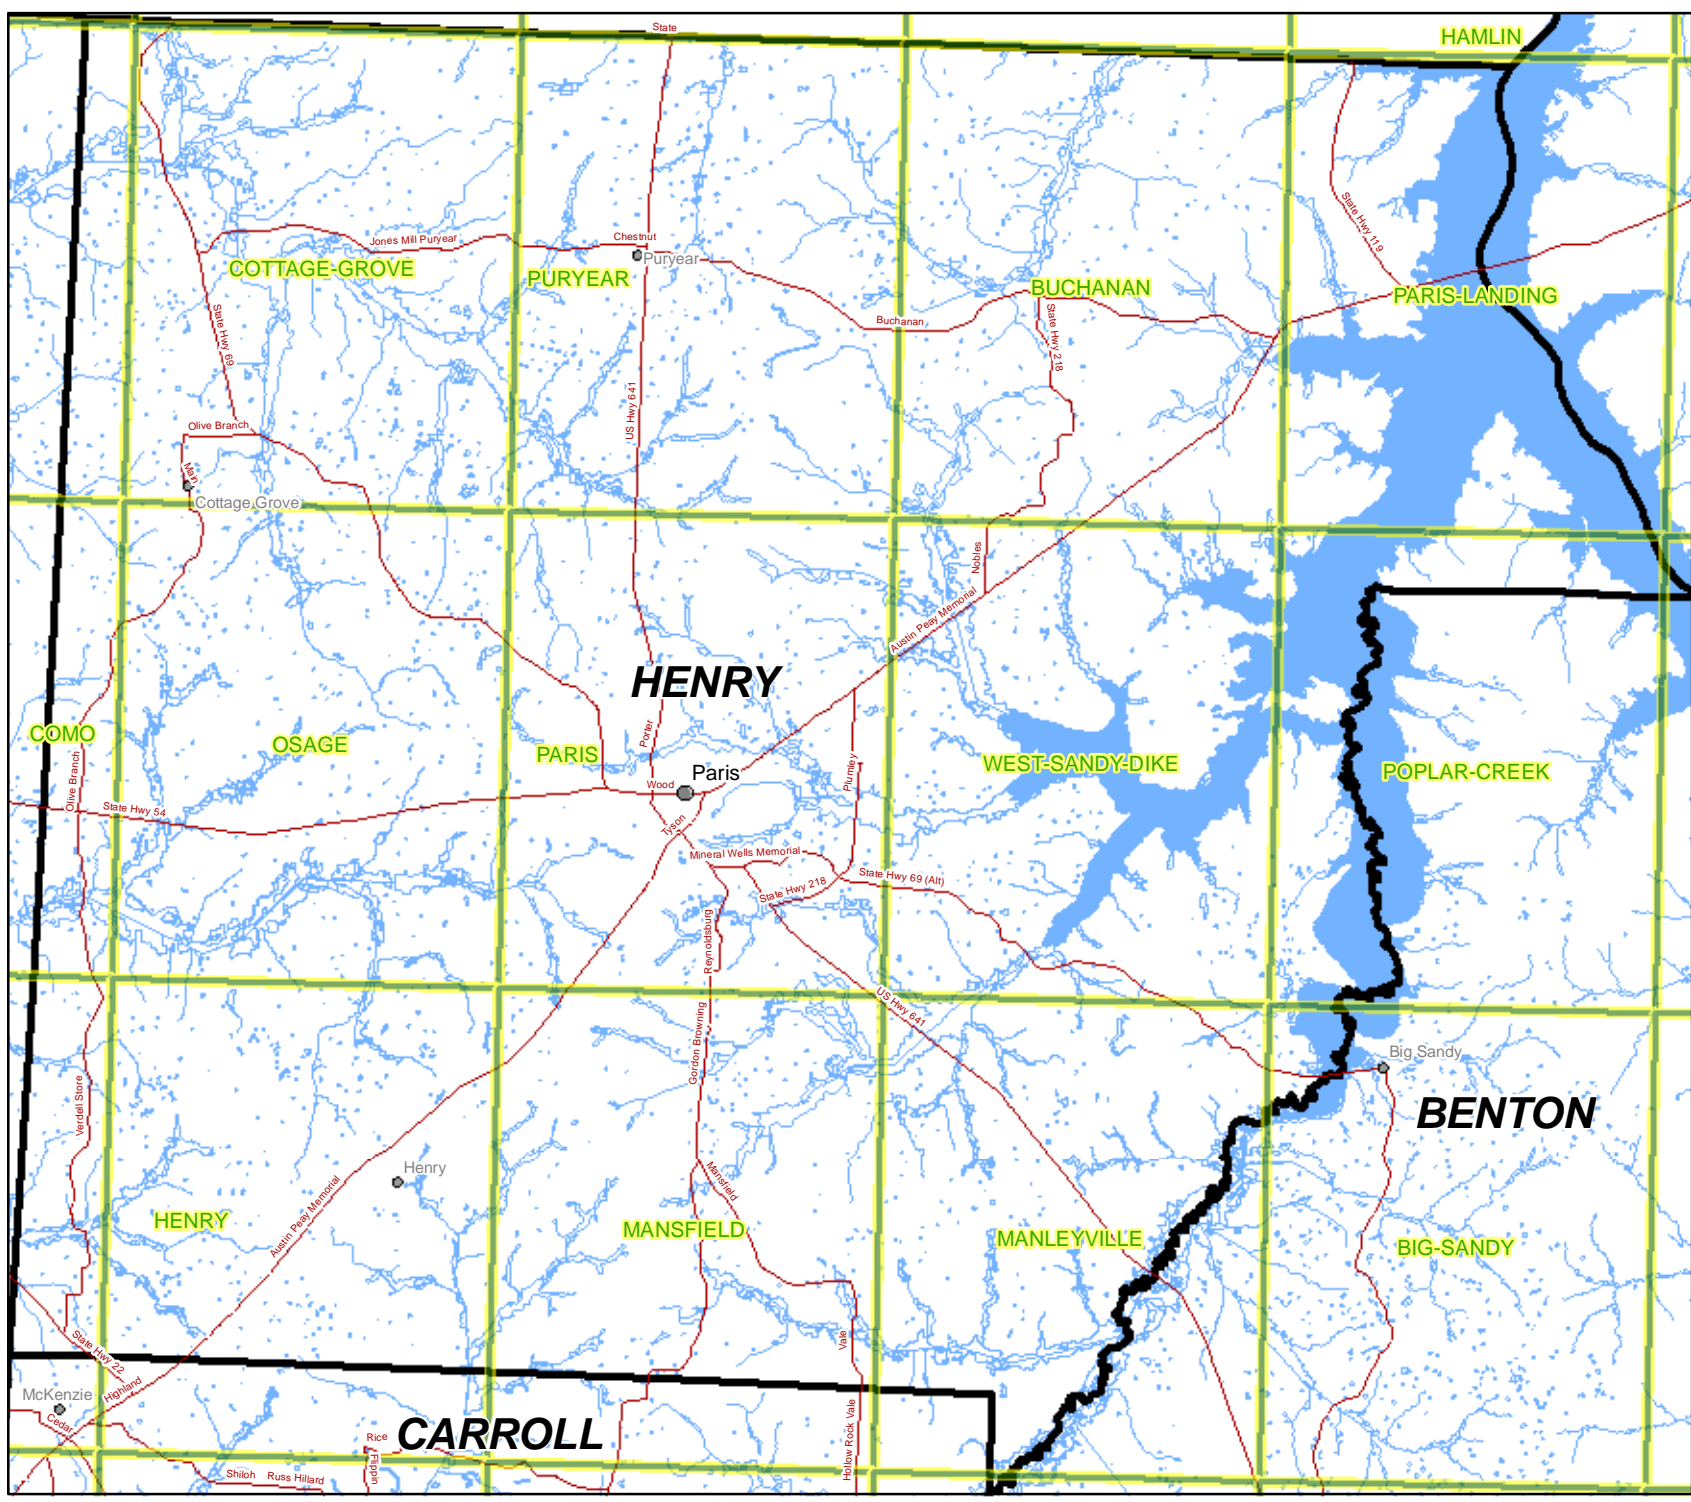 State
HAMLIN
Jones Mill Puryear
Chestnut
Puryear
COTTAGE-GROVE
PURYEAR
BUCHANAN
State Hwy 119
PARIS-LANDING
State Hwy 69
Buchanan
State Hwy 218
US Hwy 641
Olive Branch
Main
Cottage Grove
Nobles
Austin Peay Memorial
HENRY
COMO
OSAGE
PARIS
Porter
Paris
Plumley
WEST-SANDY-DIKE
POPLAR-CREEK
Olive Branch
State Hwy 54
Wood
Tyson
Mineral Wells Memorial
State Hwy 69 (Alt)
State Hwy 218
Reynoldsburg
US Hwy 641
Gordon Browning
Big Sandy
Verdell Store
BENTON
Henry
Mansfield
Austin Peay Memorial
HENRY
MANSFIELD
MANLEYVILLE
BIG-SANDY
Vale
State Hwy 22
McKenzie
Highland
Cedar
CARROLL
Rice
Flippin
Hollow Rock Vale
Shiloh
Russ Hillard